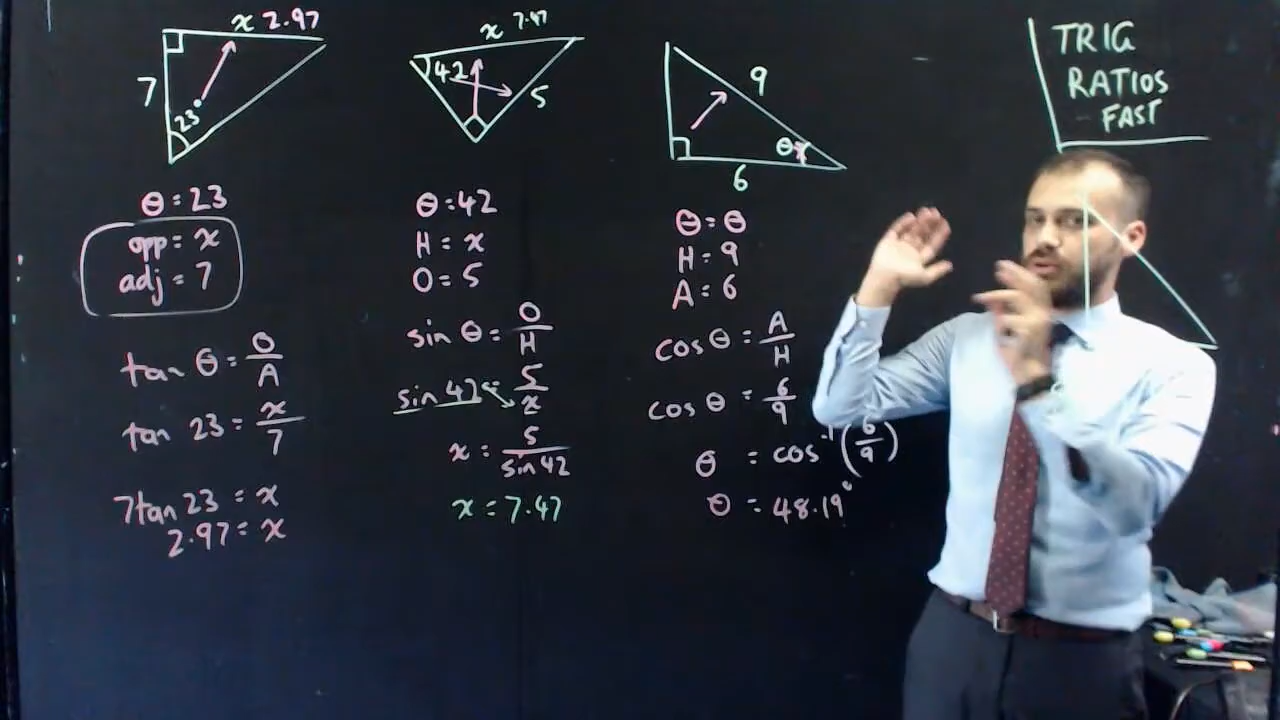 x 2.97
7
23°
θ = 23
opp = x
adj = 7
tan θ = O/A
tan 23 = x/7
7tan 23 = x
2.97 = x
x 7.47
42
5
θ = 42
H = x
O = 5
sin θ = O/H
sin 42 = 5/x
x = 5/sin 42
x = 7.47
9
θ x
6
θ = θ
H = 9
A = 6
cos θ = A/H
cos θ = 6/9
θ = cos⁻¹(6/9)
θ = 48.19°
TRIG
RATIOS
FAST